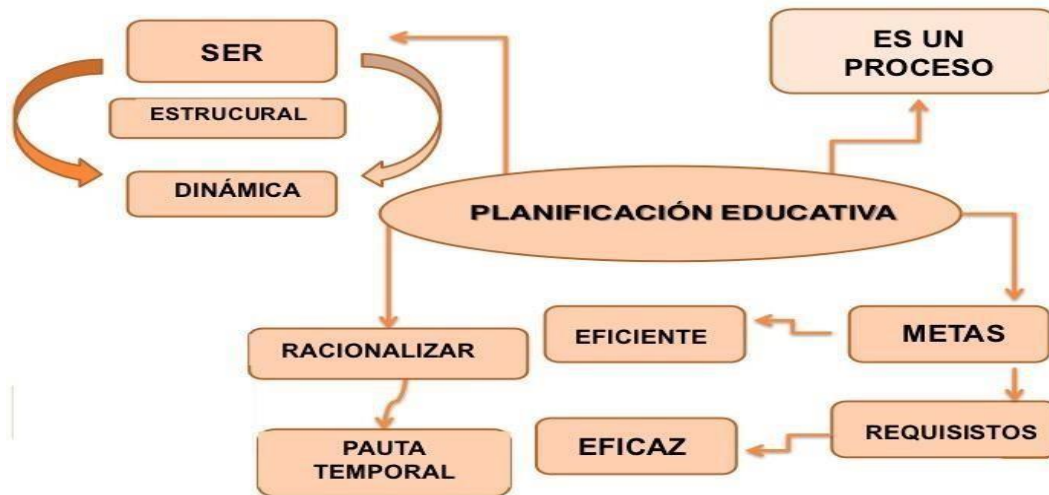 SER
ES UN
PROCESO
ESTRUCURAL
DINÁMICA
PLANIFICACIÓN EDUCATIVA
RACIONALIZAR
EFICIENTE
METAS
PAUTA
TEMPORAL
EFICAZ
REQUISISTOS